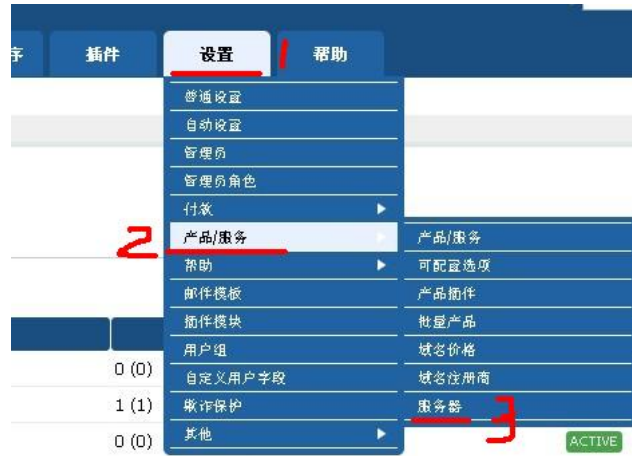 序 插件 设置 1 帮助
普通设置
自动设置
管理员
管理员角色
付款
2 产品/服务 产品/服务
帮助 可配置选项
邮件模板 产品插件
插件模块 批量产品
用户组 域名价格
0 (0) 自定义用户字段 域名注册商
1 (1) 欺诈保护 服务器 3
0 (0) 其他 ACTIVE